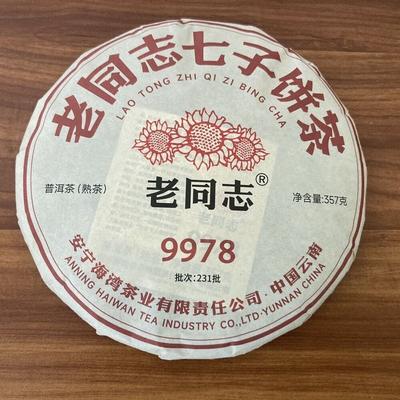 老同志七子饼茶
LAO TONG ZHI QI ZI BING CHA
普洱茶(熟茶)
老同志®
净含量:357克
9978
批次:231批
安宁海湾茶业有限责任公司·中国云南
ANNING HAIWAN TEA INDUSTRY CO.,LTD·YUNNAN CHINA